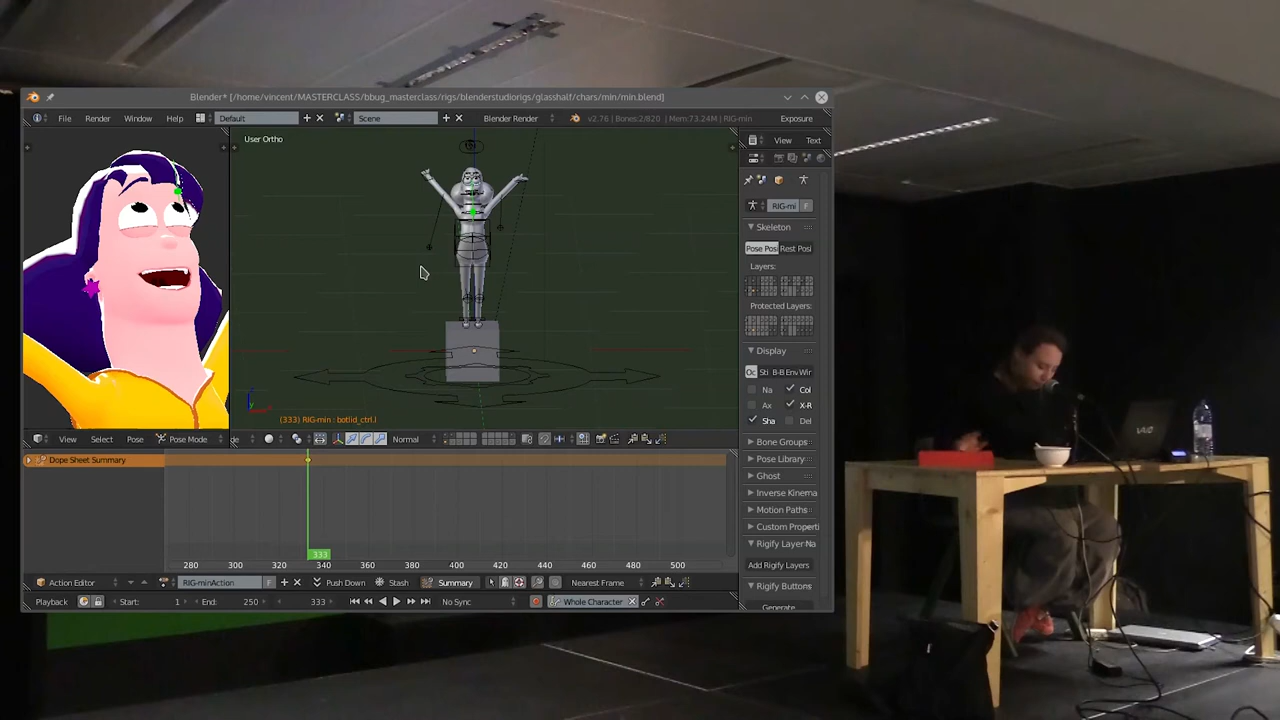 Blender* [/home/vincent/MASTERCLASS/bbug_masterclass/rigs/blenderstudiorigs/glasshalf/chars/min/min.blend]
File Render Window Help Default Scene Blender Render v2.76 | Bones:2/820 | Mem:73.24M | RIG-min Exposure
User Ortho
View Text
RIG-mi F
Skeleton
Pose Pos Rest Posi
Layers:
Protected Layers:
Display
Oc Sti B-B Env Wir
Na Col
Ax X-R
Sha Del
Bone Groups
Pose Library
Ghost
Inverse Kinema
Motion Paths
Custom Properti
Rigify Layer Na
Add Rigify Layers
Rigify Buttons
Generate
(333) RIG-min : botlid_ctrl.l
View Select Pose Pose Mode de Normal
Dope Sheet Summary
333
280 300 320 340 360 380 400 420 440 460 480 500
Action Editor RIG-minAction F Push Down Stash Summary Nearest Frame
Playback Start: 1 End: 250 333 No Sync Whole Character